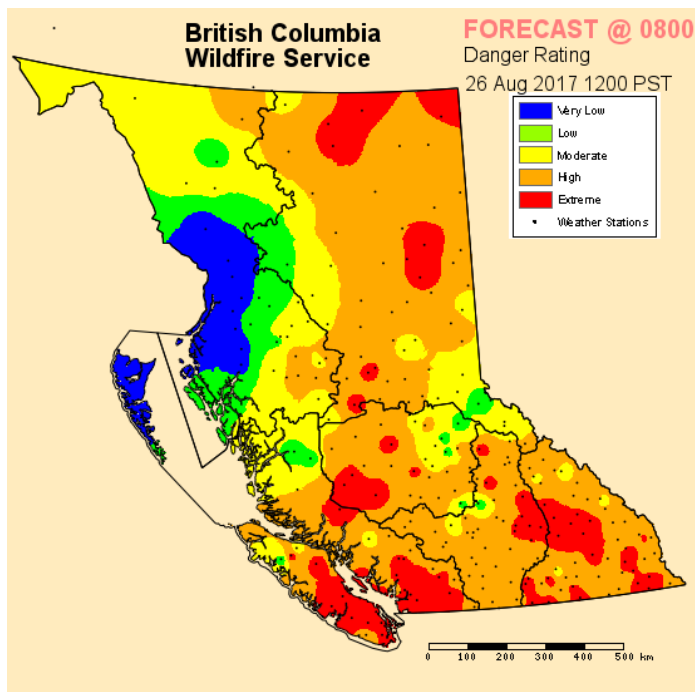 British Columbia
Wildfire Service
FORECAST @ 0800
Danger Rating
26 Aug 2017 1200 PST
Very Low
Low
Moderate
High
Extreme
Weather Stations
0 100 200 300 400 500 km